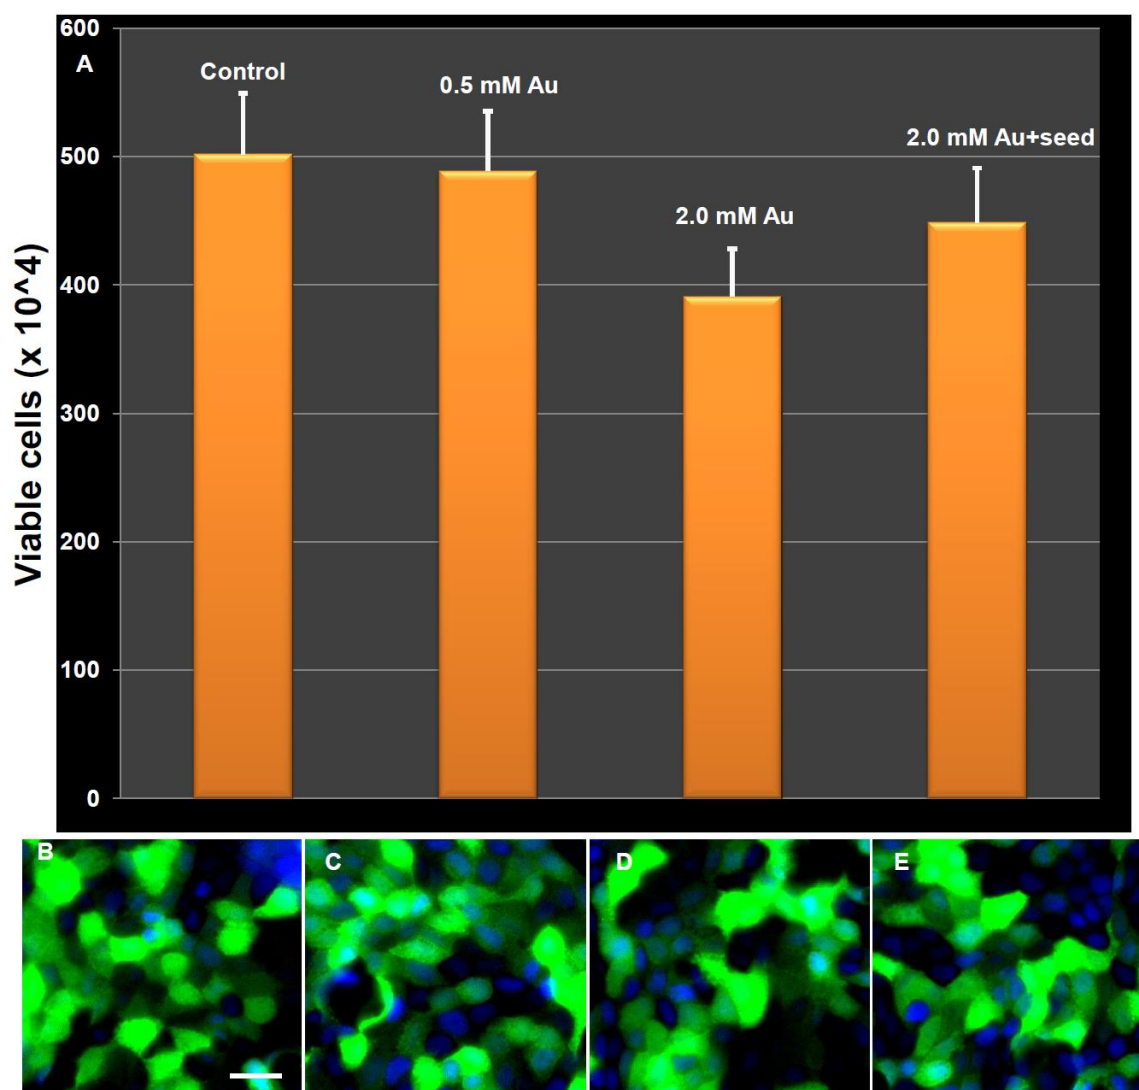 600
A
Control
0.5 mM Au
2.0 mM Au+seed
2.0 mM Au
500
400
300
200
100
0
Viable cells (x 10^4)
B
C
D
E